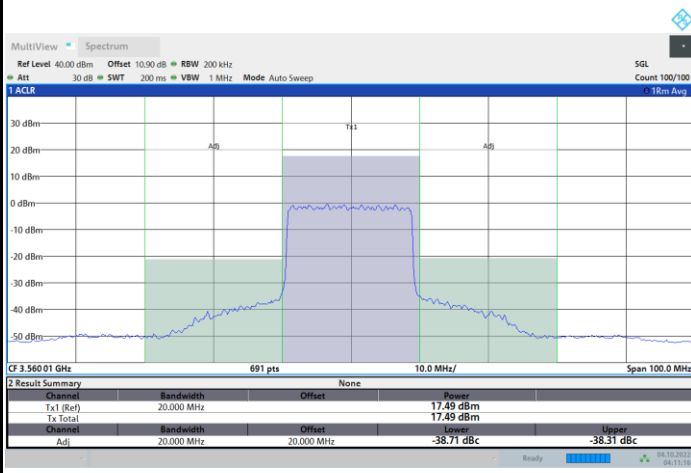 MultiView Spectrum
Ref Level 40.00 dBm Offset 10.90 dB RBW 200 kHz SGL
Att 30 dB SWT 200 ms VBW 1 MHz Mode Auto Sweep Count 100/100
1 ACLR 1Rm Avg
Tx1
Adj Adj
30 dBm
20 dBm
10 dBm
0 dBm
-10 dBm
-20 dBm
-30 dBm
-40 dBm
-50 dBm
CF 3.56001 GHz 691 pts 10.0 MHz/ Span 100.0 MHz
2 Result Summary None
Channel Bandwidth Offset Power
Tx1 (Ref) 20.000 MHz 17.49 dBm
Tx Total 17.49 dBm
Channel Bandwidth Offset Lower Upper
Adj 20.000 MHz 20.000 MHz -38.71 dBc -38.31 dBc
Ready 04.10.2022